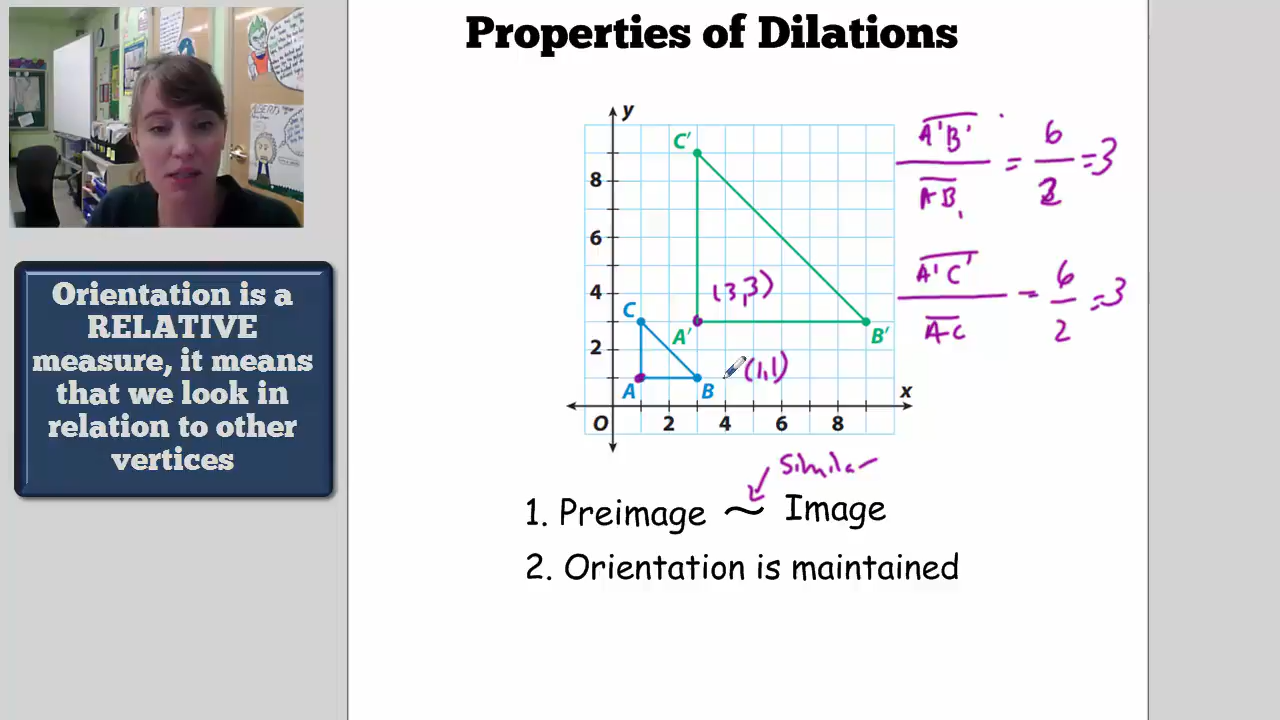 Properties of Dilations
Orientation is a
RELATIVE
measure, it means
that we look in
relation to other
vertices
y
C'
8
6
4
2
C
(3,3)
A'
B'
A
B
(1,1)
x
O
2
4
6
8
A'B'
AB
= 6/2 = 3
A'C'
AC
= 6/2 = 3
Similar
1. Preimage ~ Image
2. Orientation is maintained